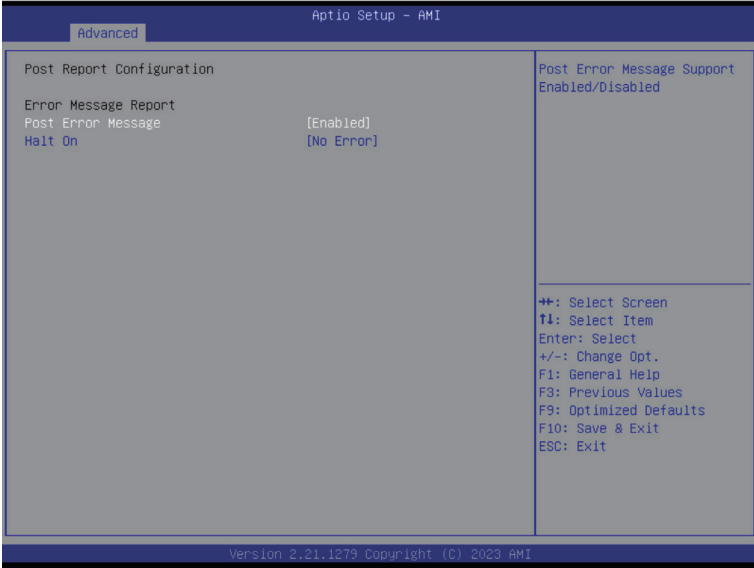 Aptio Setup – AMI
Advanced
Post Report Configuration
Error Message Report
Post Error Message [Enabled]
Halt On [No Error]
Post Error Message Support
Enabled/Disabled
→←: Select Screen
↑↓: Select Item
Enter: Select
+/-: Change Opt.
F1: General Help
F3: Previous Values
F9: Optimized Defaults
F10: Save & Exit
ESC: Exit
Version 2.21.1279 Copyright (C) 2023 AMI